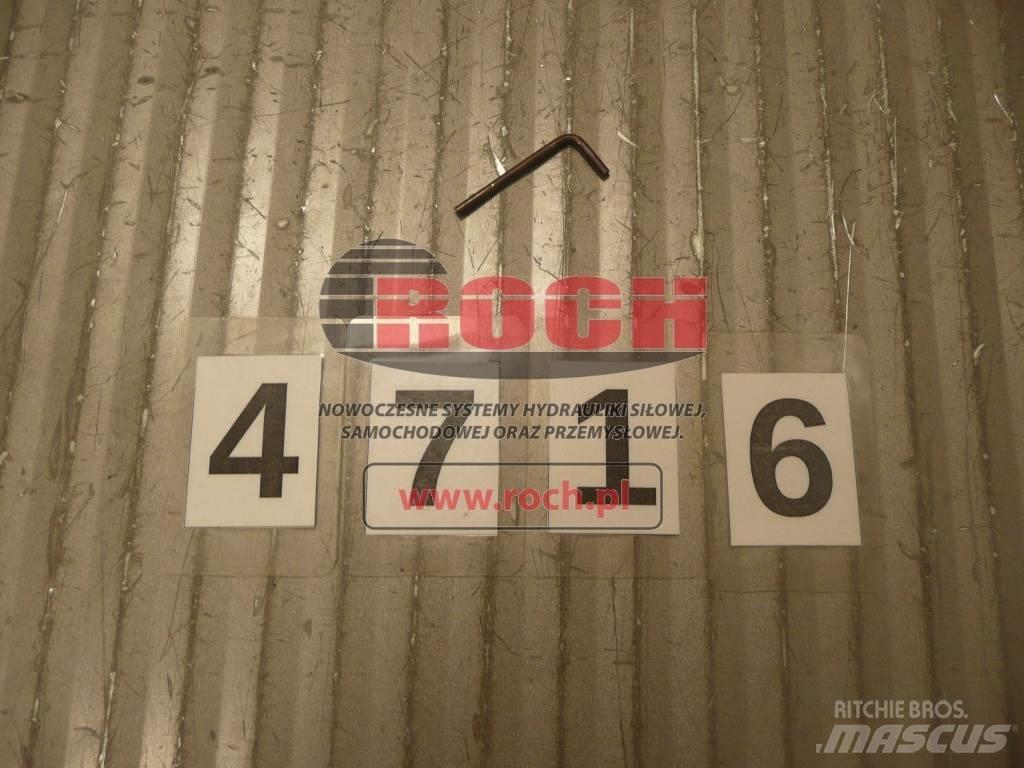 ROCH
4 7 1 6
NOWOCZESNE SYSTEMY HYDRAULIKI SIŁOWEJ,
SAMOCHODOWEJ ORAZ PRZEMYSŁOWEJ.
www.roch.pl
RITCHIE BROS.
MASCUS